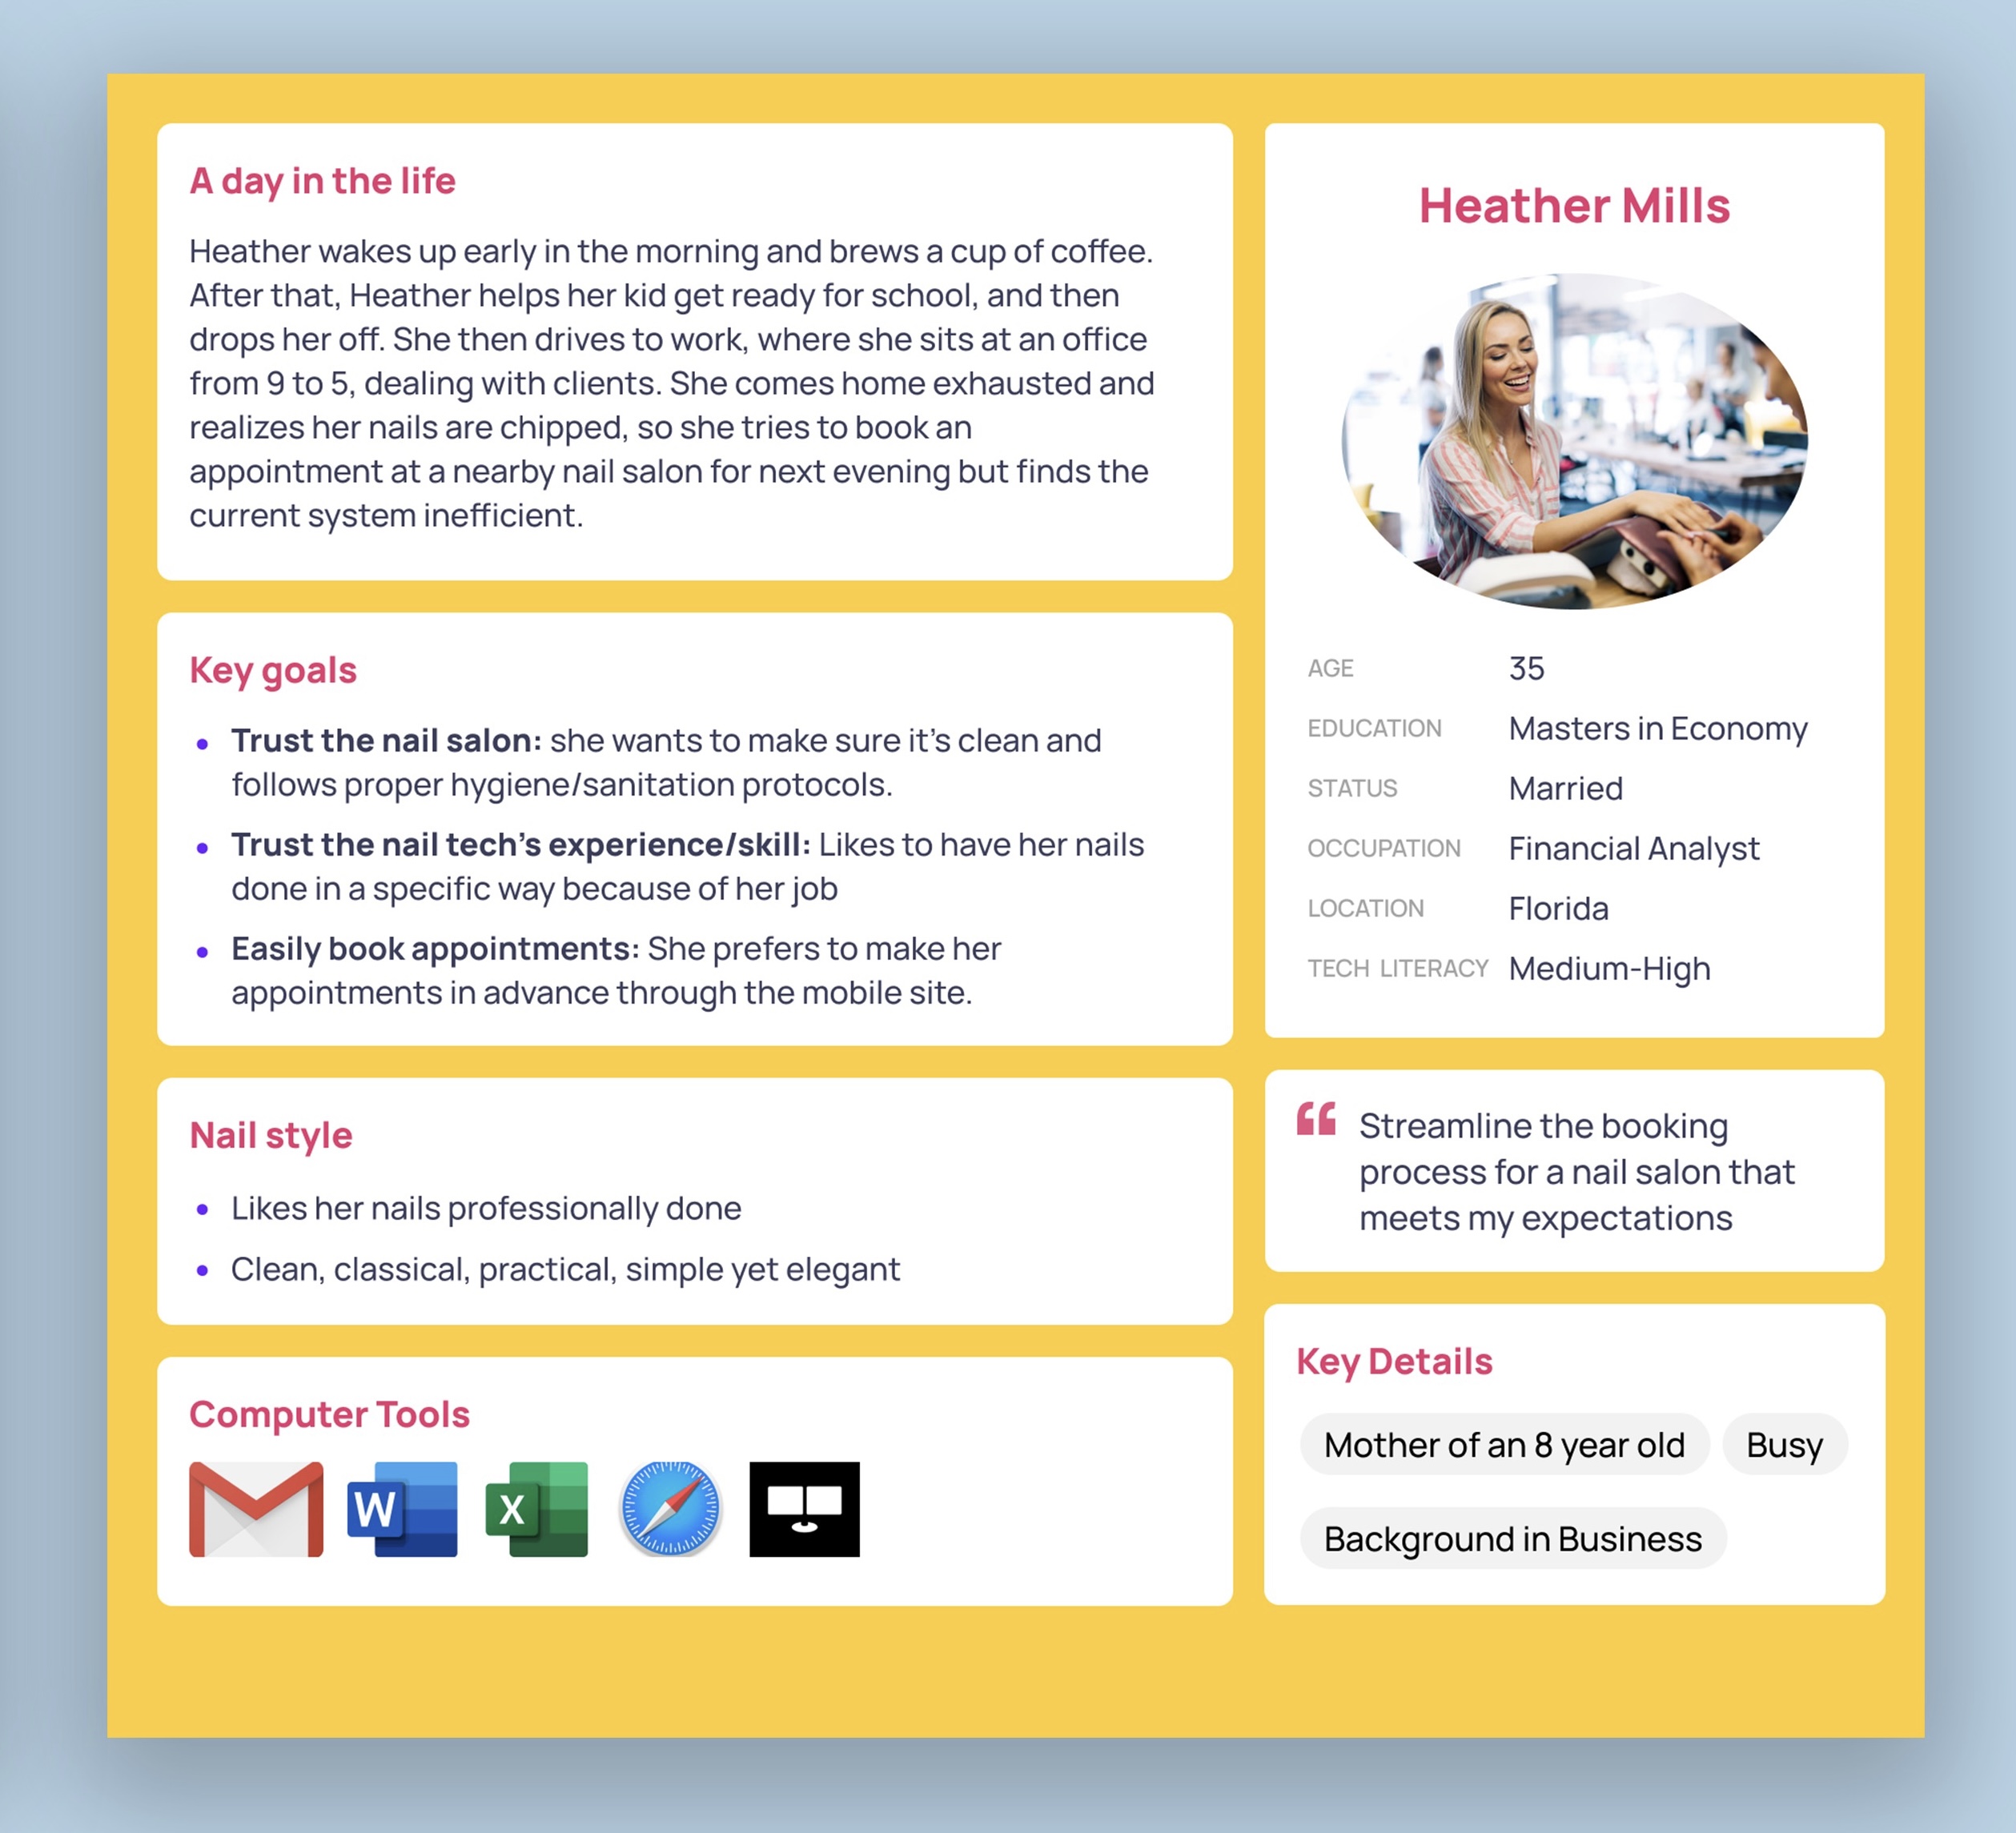 A day in the life
Heather wakes up early in the morning and brews a cup of coffee.
After that, Heather helps her kid get ready for school, and then
drops her off. She then drives to work, where she sits at an office
from 9 to 5, dealing with clients. She comes home exhausted and
realizes her nails are chipped, so she tries to book an
appointment at a nearby nail salon for next evening but finds the
current system inefficient.
Key goals
• Trust the nail salon: she wants to make sure it’s clean and
follows proper hygiene/sanitation protocols.
• Trust the nail tech’s experience/skill: Likes to have her nails
done in a specific way because of her job
• Easily book appointments: She prefers to make her
appointments in advance through the mobile site.
Nail style
• Likes her nails professionally done
• Clean, classical, practical, simple yet elegant
Computer Tools
W
X
Heather Mills
AGE 35
EDUCATION Masters in Economy
STATUS Married
OCCUPATION Financial Analyst
LOCATION Florida
TECH LITERACY Medium-High
“ Streamline the booking
process for a nail salon that
meets my expectations
Key Details
Mother of an 8 year old Busy
Background in Business